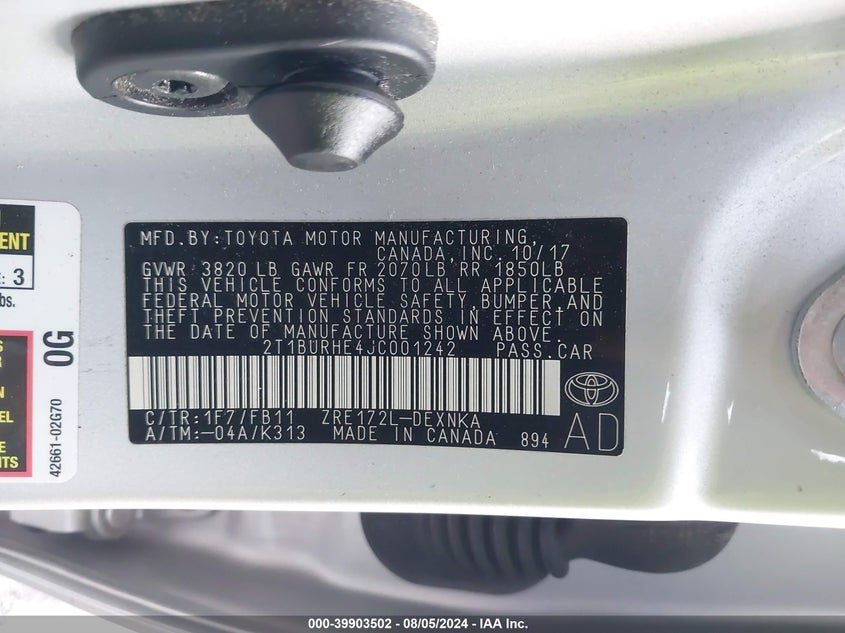 MENT
: 3
bs.
0G
42661-02G70
MFD.BY:TOYOTA MOTOR MANUFACTURING,
CANADA,INC. 10/17
GVWR 3820 LB GAWR FR 2070LB RR 1850LB
THIS VEHICLE CONFORMS TO ALL APPLICABLE
FEDERAL MOTOR VEHICLE SAFETY,BUMPER,AND
THEFT PREVENTION STANDARDS IN EFFECT ON
THE DATE OF MANUFACTURE SHOWN ABOVE.
2T1BURHE4JC001242 PASS.CAR
C/TR:1F7/FB11 ZRE172L-DEXNKA
A/TM:-04A/K313 MADE IN CANADA 894 AD
000-39903502 - 08/05/2024 - IAA Inc.